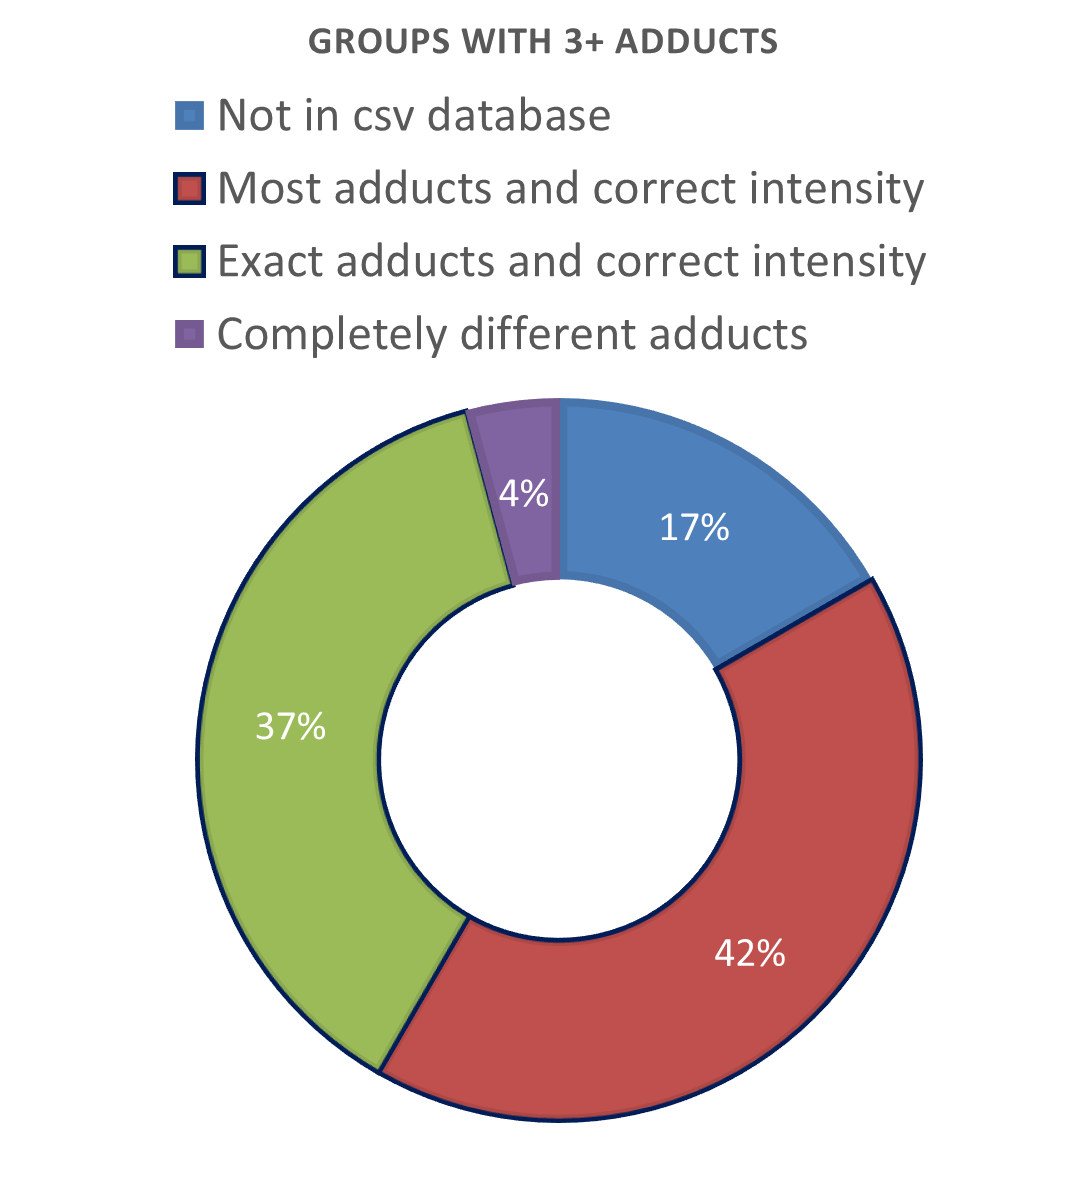 GROUPS WITH 3+ ADDUCTS
Not in csv database
Most adducts and correct intensity
Exact adducts and correct intensity
Completely different adducts
4%
17%
37%
42%